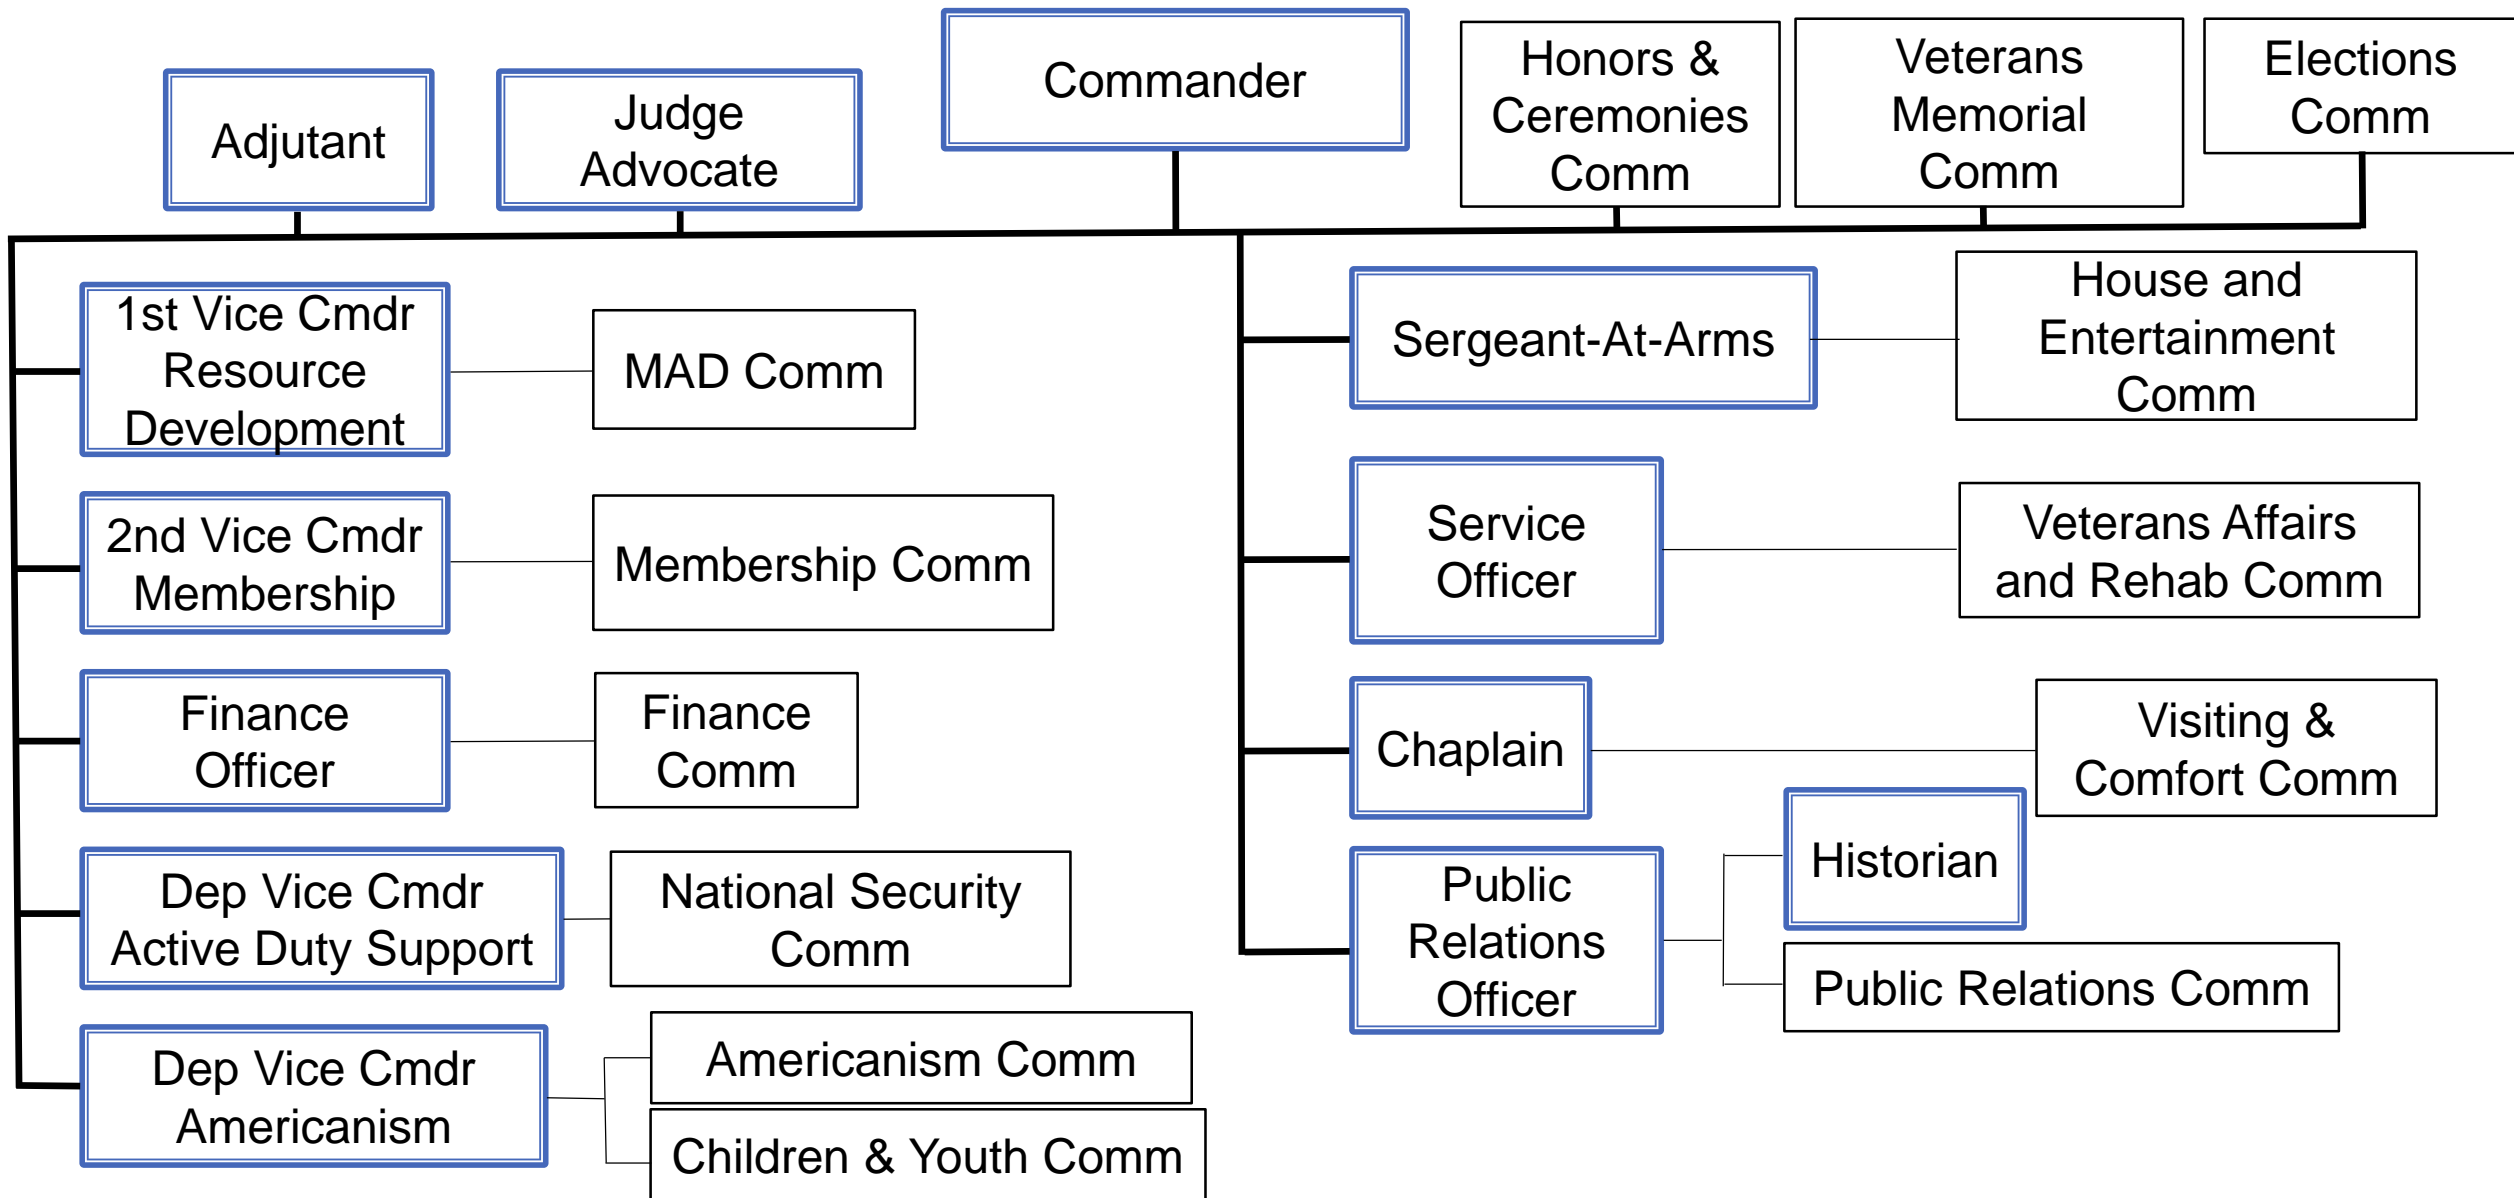 Adjutant
Judge
Advocate
Commander
Honors &
Ceremonies
Comm
Veterans
Memorial
Comm
Elections
Comm
1st Vice Cmdr
Resource
Development
MAD Comm
2nd Vice Cmdr
Membership
Membership Comm
Finance
Officer
Finance
Comm
Dep Vice Cmdr
Active Duty Support
National Security
Comm
Dep Vice Cmdr
Americanism
Americanism Comm
Children & Youth Comm
Sergeant-At-Arms
House and
Entertainment
Comm
Service
Officer
Veterans Affairs
and Rehab Comm
Chaplain
Visiting &
Comfort Comm
Public
Relations
Officer
Historian
Public Relations Comm